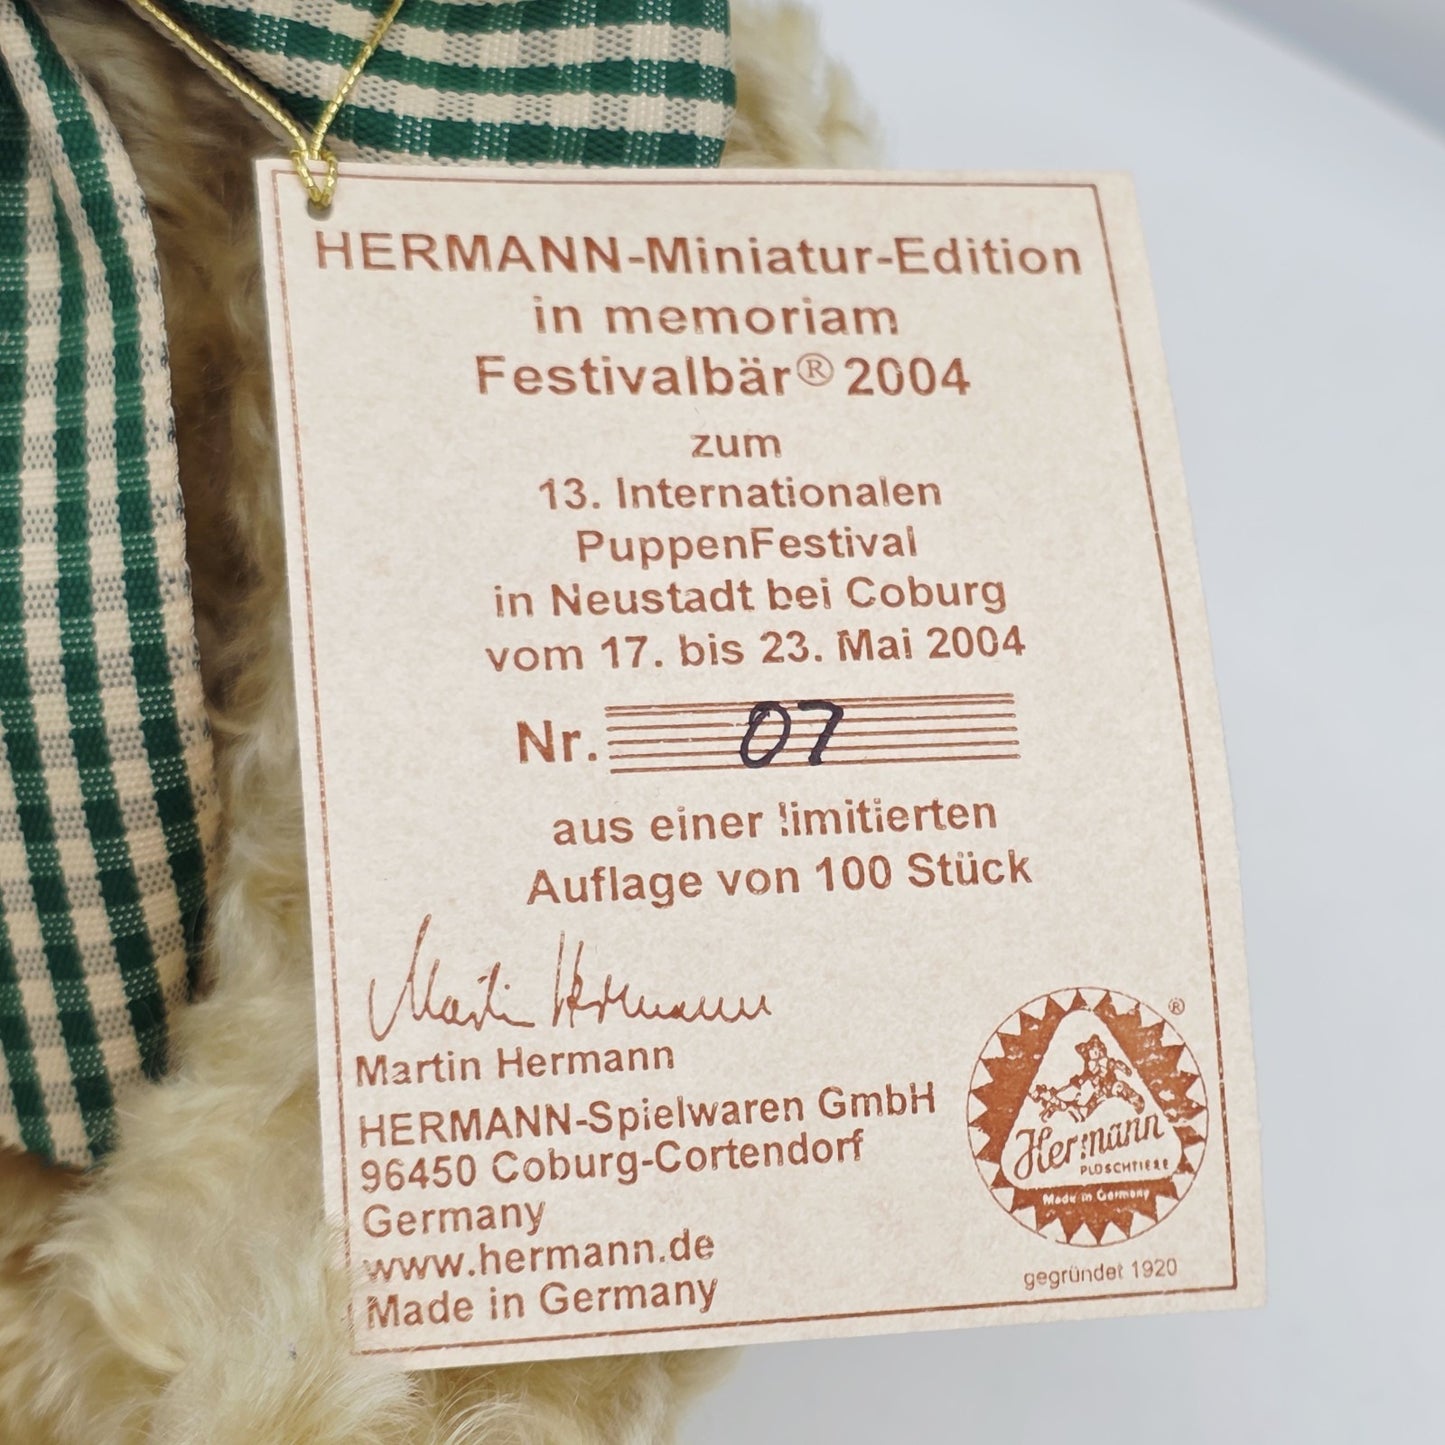 HERMANN-Miniatur-Edition
in memoriam
Festivalbär® 2004
zum
13. Internationalen
PuppenFestival
in Neustadt bei Coburg
vom 17. bis 23. Mai 2004
Nr. 07
aus einer limitierten
Auflage von 100 Stück
Martin Hermann
Martin Hermann
HERMANN-Spielwaren GmbH
96450 Coburg-Cortendorf
Germany
www.hermann.de
Made in Germany
®
Hermann
PLÜSCHTIERE
Made in Germany
gegründet 1920